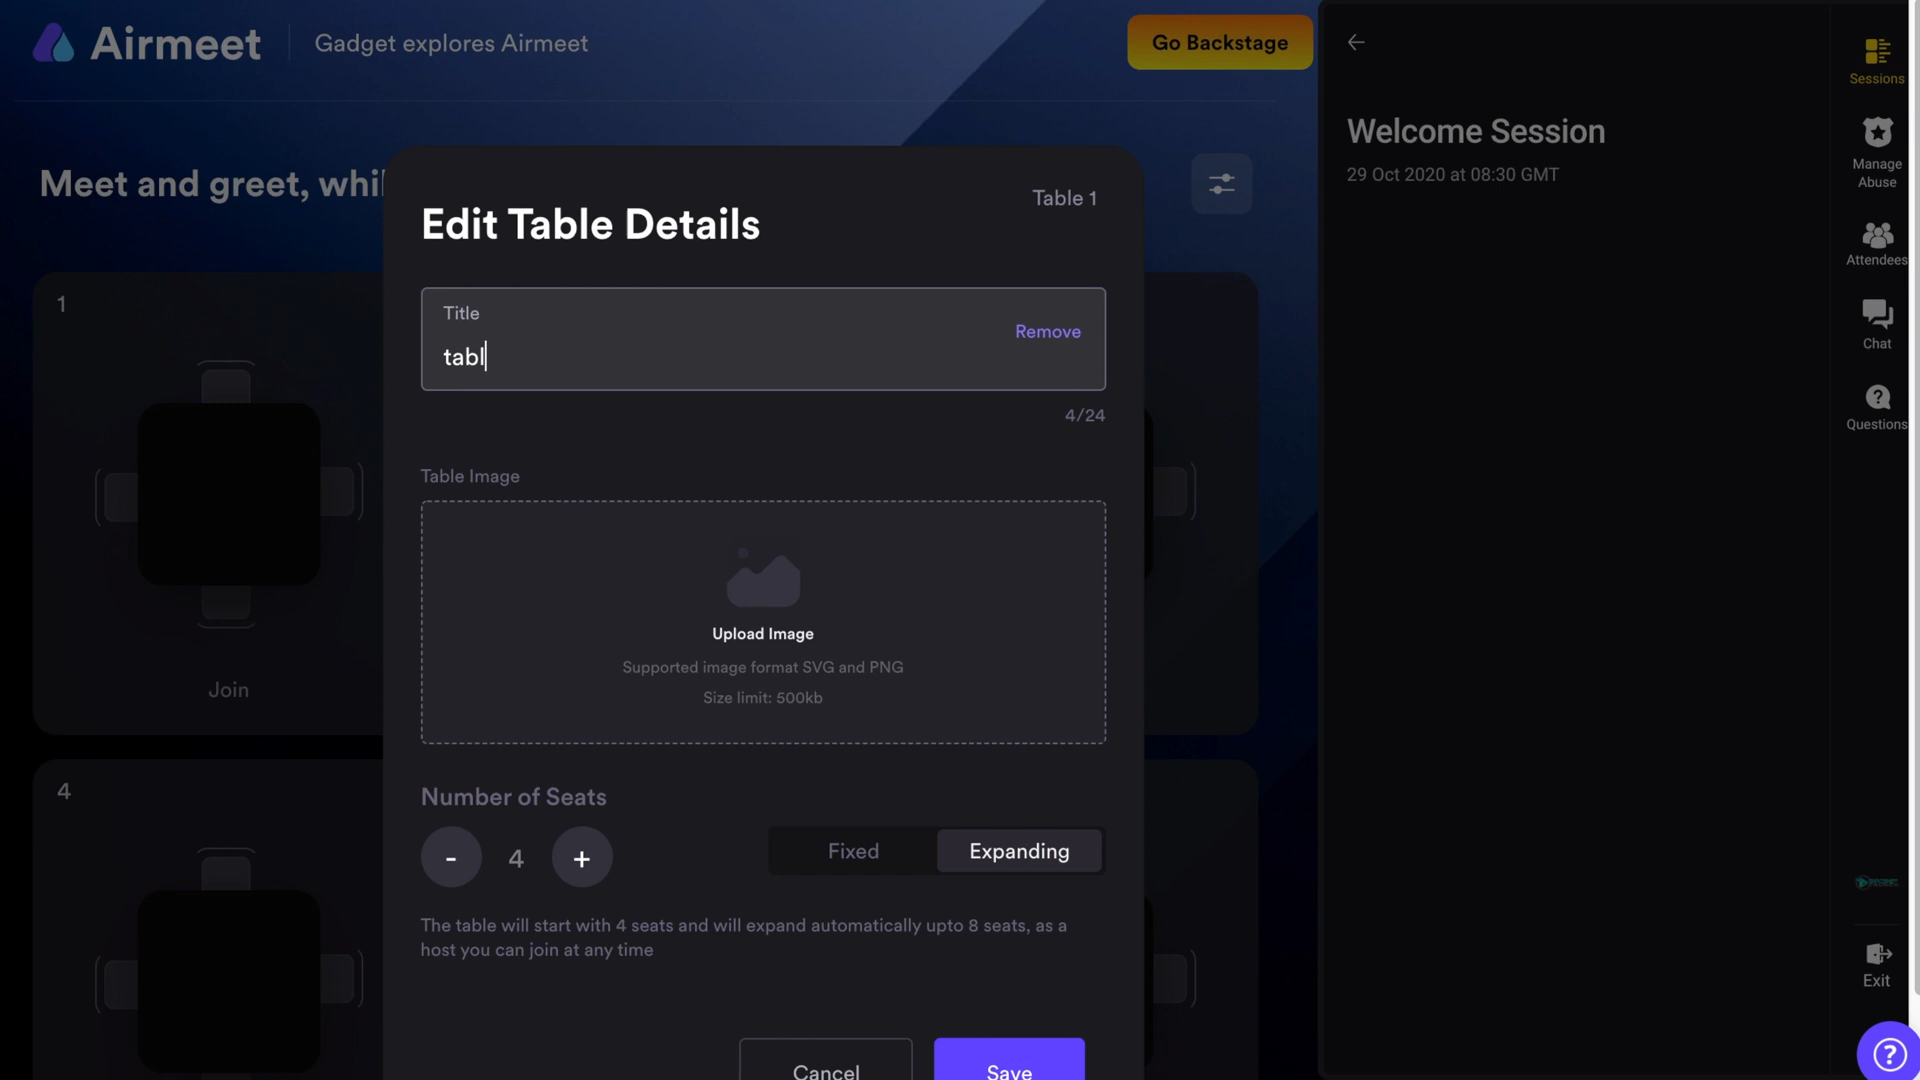 Airmeet
Gadget explores Airmeet
Go Backstage
Meet and greet, whil
Table 1
Edit Table Details
Title
tabl
Remove
4/24
Table Image
Upload Image
Supported image format SVG and PNG
Size limit: 500kb
Number of Seats
-
4
+
Fixed
Expanding
The table will start with 4 seats and will expand automatically upto 8 seats, as a
host you can join at any time
Cancel
Save
1
Join
4
Welcome Session
29 Oct 2020 at 08:30 GMT
Sessions
Manage
Abuse
Attendees
Chat
?
Questions
Exit
?